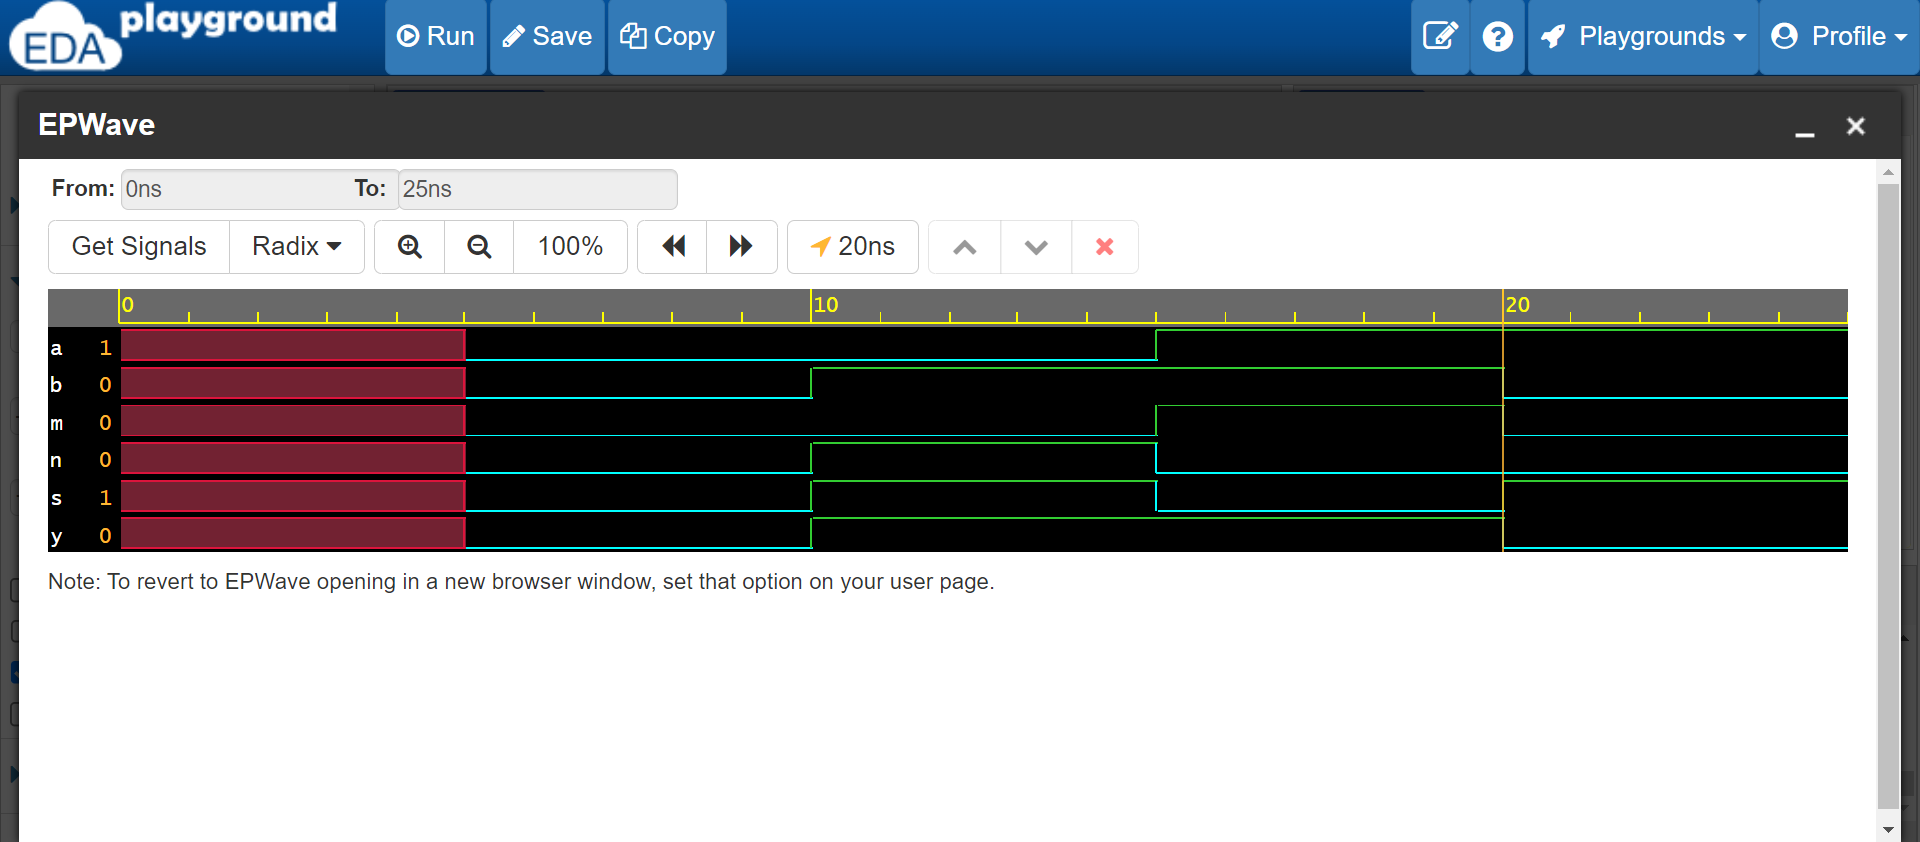 EDA playground
Run Save Copy Playgrounds Profile
EPWave
From: 0ns To: 25ns
Get Signals Radix 100% 20ns
0 10 20
a 1
b 0
m 0
n 0
s 1
y 0
Note: To revert to EPWave opening in a new browser window, set that option on your user page.